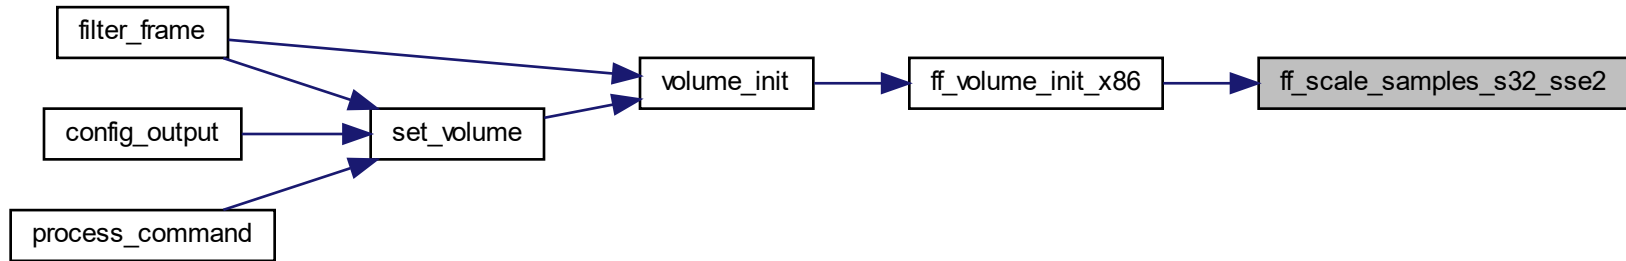 filter_frame
config_output
process_command
set_volume
volume_init
ff_volume_init_x86
ff_scale_samples_s32_sse2